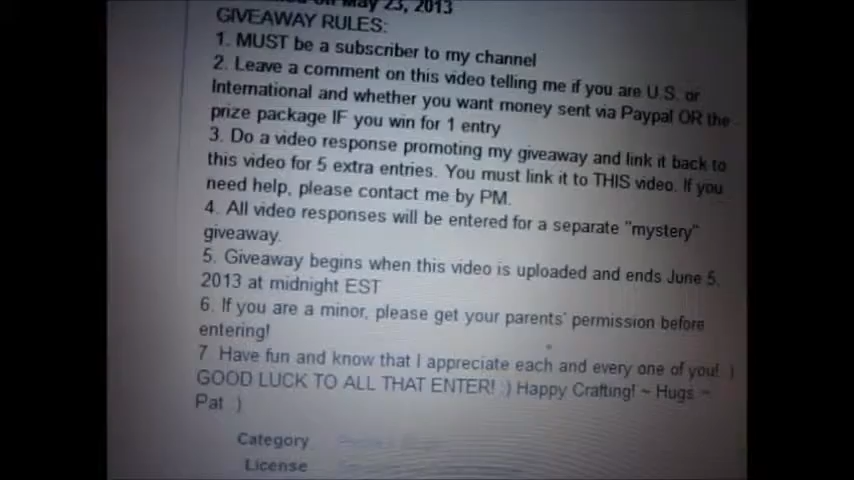 on May 23, 2013
GIVEAWAY RULES:
1. MUST be a subscriber to my channel
2. Leave a comment on this video telling me if you are U.S. or
International and whether you want money sent via Paypal OR the
prize package IF you win for 1 entry
3. Do a video response promoting my giveaway and link it back to
this video for 5 extra entries. You must link it to THIS video. If you
need help, please contact me by PM.
4. All video responses will be entered for a separate "mystery"
giveaway.
5. Giveaway begins when this video is uploaded and ends June 5,
2013 at midnight EST
6. If you are a minor, please get your parents' permission before
entering!
7 Have fun and know that I appreciate each and every one of you! )
GOOD LUCK TO ALL THAT ENTER! :) Happy Crafting! ~ Hugs ~
Pat :)
Category
License